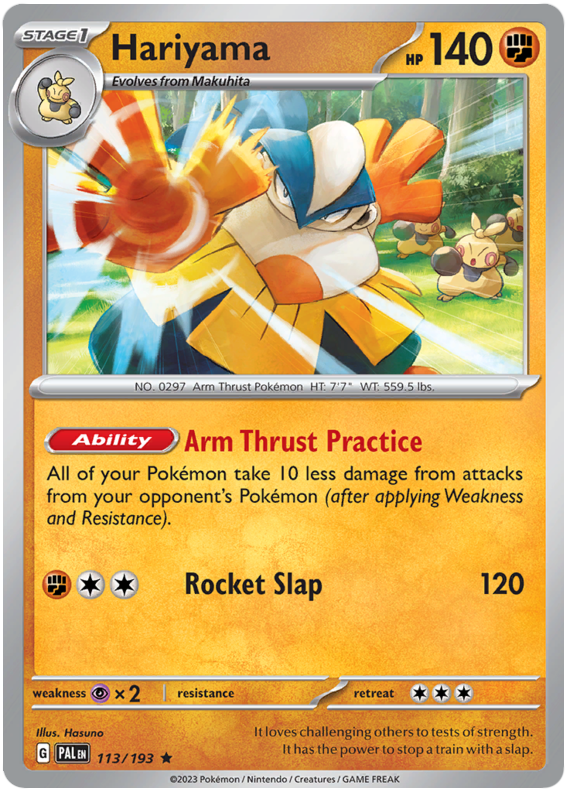 STAGE1
Hariyama
HP 140
Evolves from Makuhita
NO. 0297 Arm Thrust Pokémon HT: 7'7" WT: 559.5 lbs.
Ability Arm Thrust Practice
All of your Pokémon take 10 less damage from attacks
from your opponent's Pokémon (after applying Weakness
and Resistance).
Rocket Slap 120
weakness ×2 resistance retreat
Illus. Hasuno
It loves challenging others to tests of strength.
It has the power to stop a train with a slap.
G PAL EN 113/193 ★
©2023 Pokémon / Nintendo / Creatures / GAME FREAK